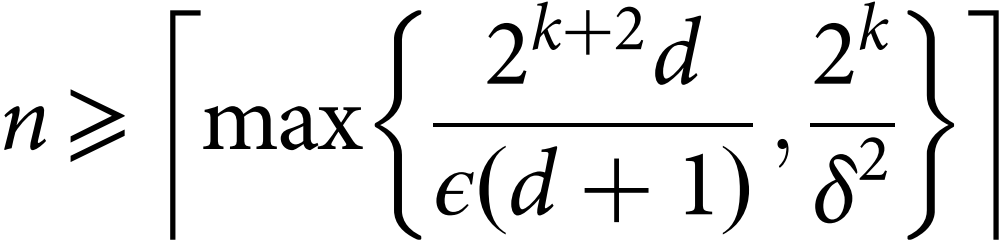 n ⩾ ⌈max{2^{k+2}d / ϵ(d + 1), 2^k / δ^2}⌉